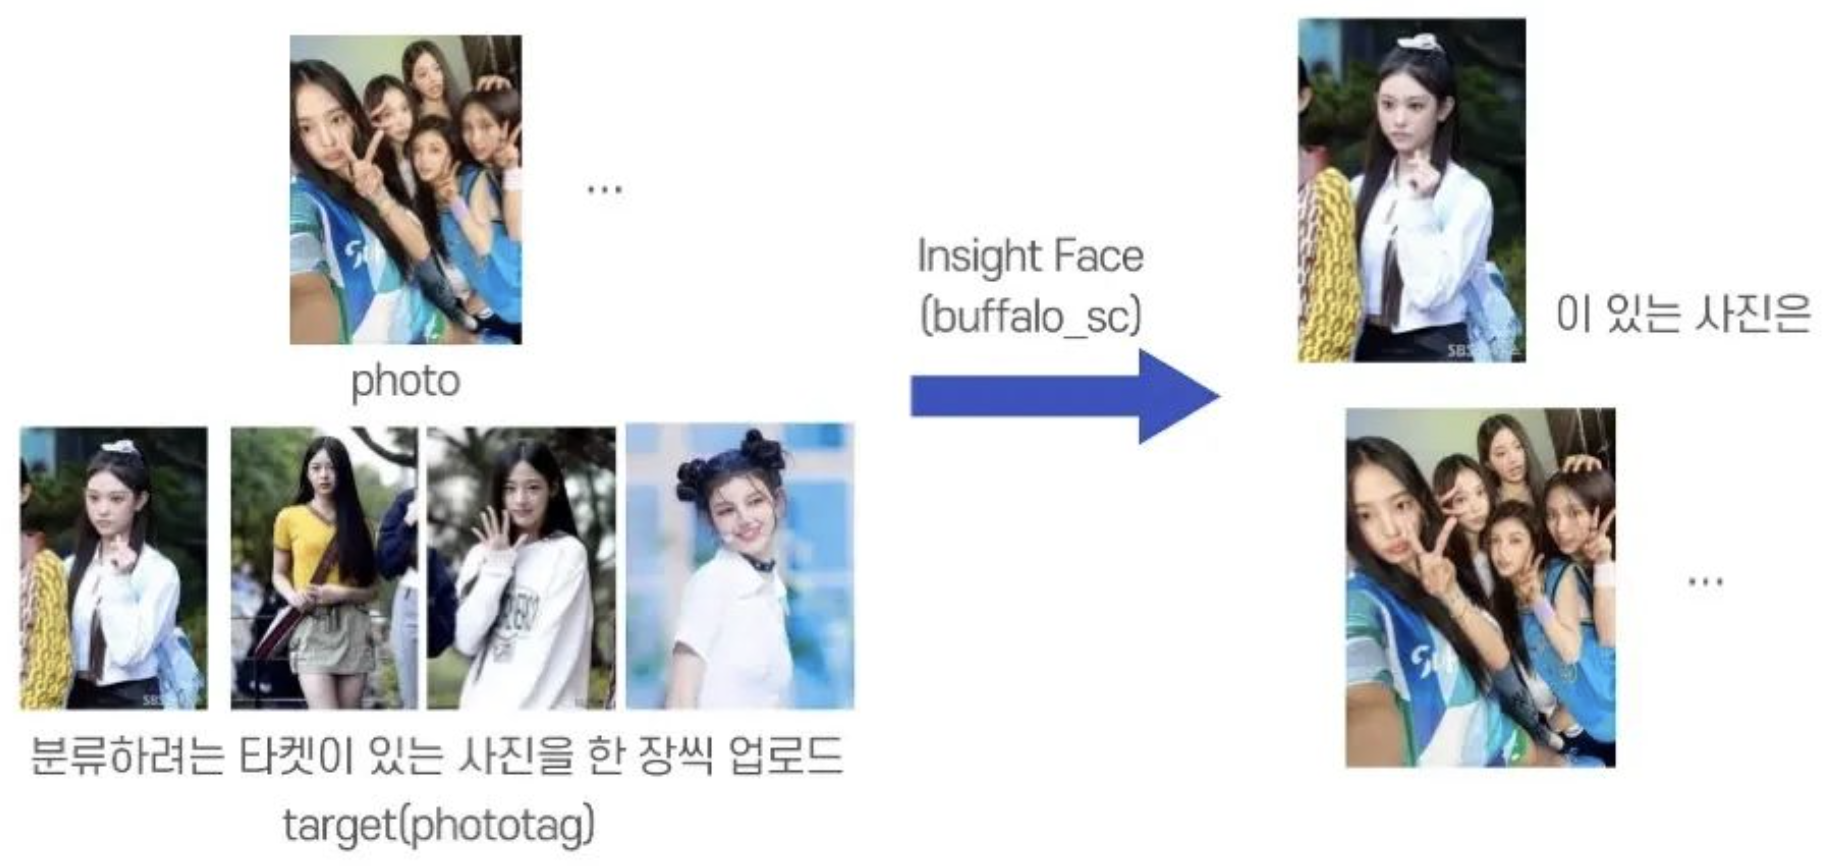 ...
photo
Insight Face
(buffalo_sc)
이 있는 사진은
...
분류하려는 타켓이 있는 사진을 한 장씩 업로드
target(phototag)